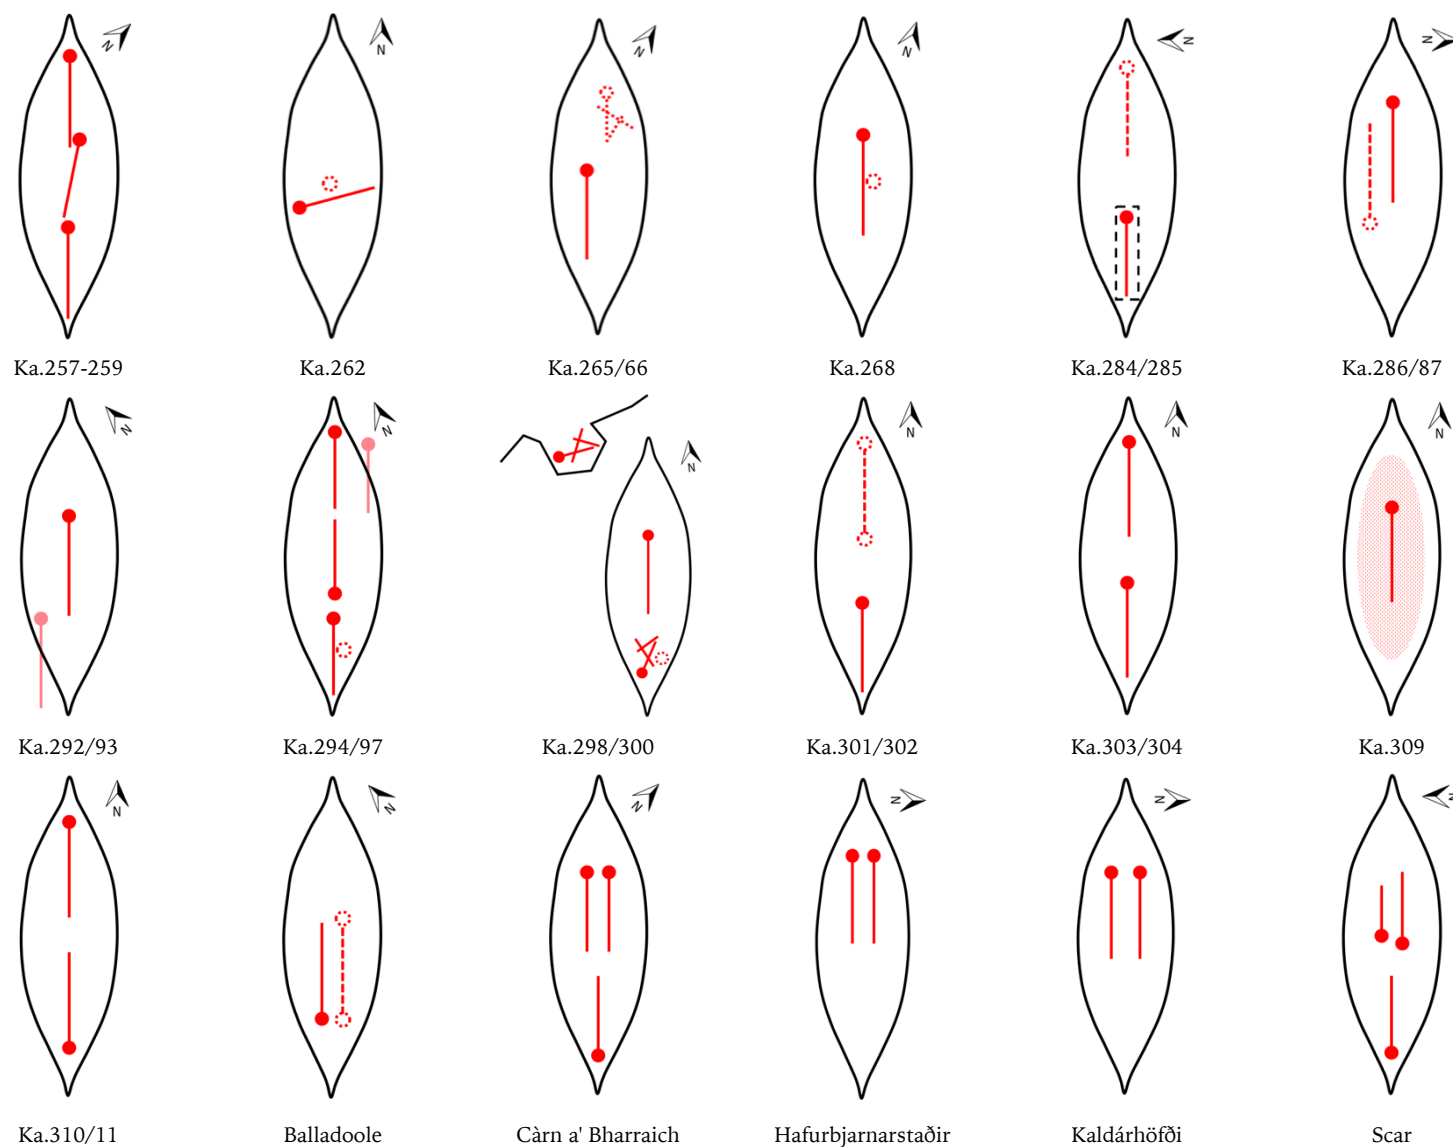 N
N
N
N
N
N
Ka.257-259
Ka.262
Ka.265/66
Ka.268
Ka.284/285
Ka.286/87
N
N
N
N
N
N
Ka.292/93
Ka.294/97
Ka.298/300
Ka.301/302
Ka.303/304
Ka.309
N
N
N
N
N
N
Ka.310/11
Balladoole
Càrn a' Bharraich
Hafurbjarnarstaðir
Kaldárhöfði
Scar